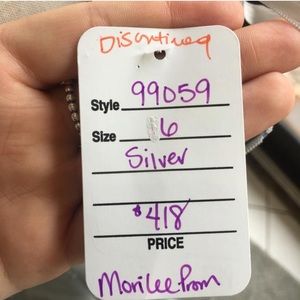 Discontinued
Style 99059
Size 6
Silver
$418
PRICE
Morilee Prom